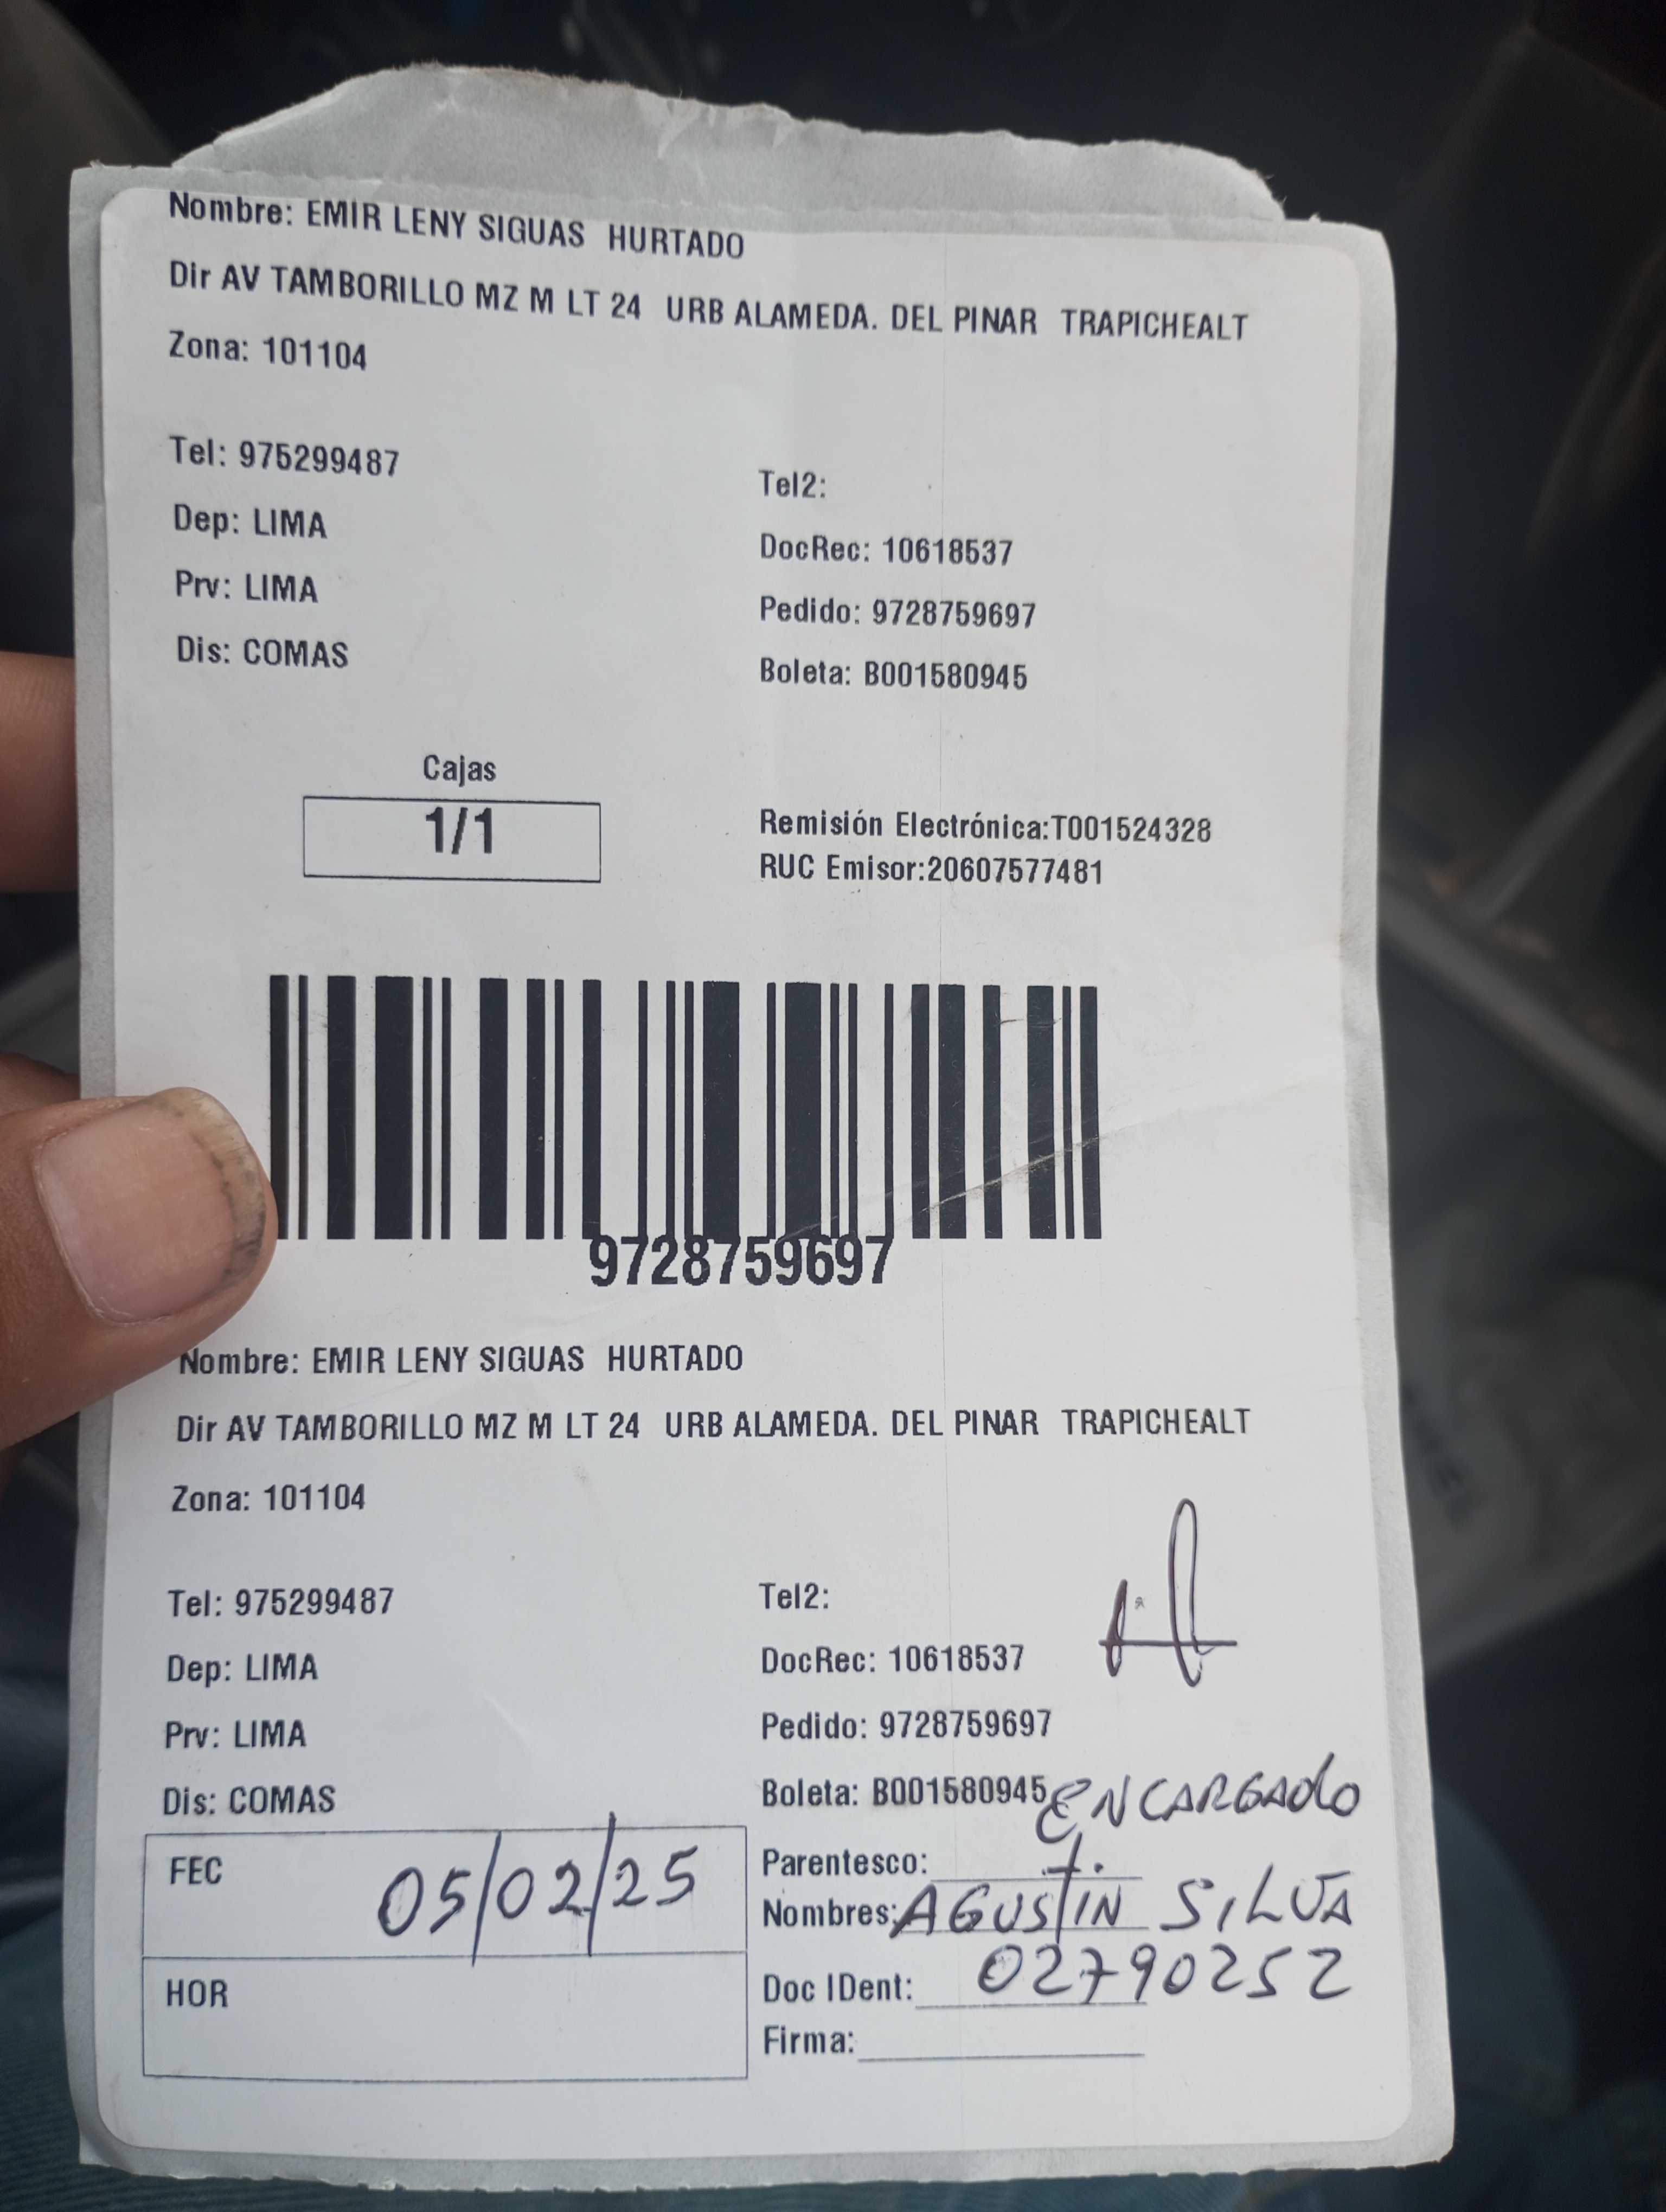 Nombre: EMIR LENY SIGUAS HURTADO
Dir AV TAMBORILLO MZ M LT 24 URB ALAMEDA. DEL PINAR TRAPICHEALT
Zona: 101104
Tel: 975299487
Tel2:
Dep: LIMA
DocRec: 10618537
Prv: LIMA
Pedido: 9728759697
Dis: COMAS
Boleta: B001580945
Cajas
1/1
Remisión Electrónica:T001524328
RUC Emisor:20607577481
9728759697
Nombre: EMIR LENY SIGUAS HURTADO
Dir AV TAMBORILLO MZ M LT 24 URB ALAMEDA. DEL PINAR TRAPICHEALT
Zona: 101104
Tel: 975299487
Tel2:
Dep: LIMA
DocRec: 10618537
Prv: LIMA
Pedido: 9728759697
Dis: COMAS
Boleta: B001580945
ENCARGADO
FEC 05/02/25
Parentesco:
Nombres: AGUSTIN SILVA
HOR
Doc IDent: 02790252
Firma: